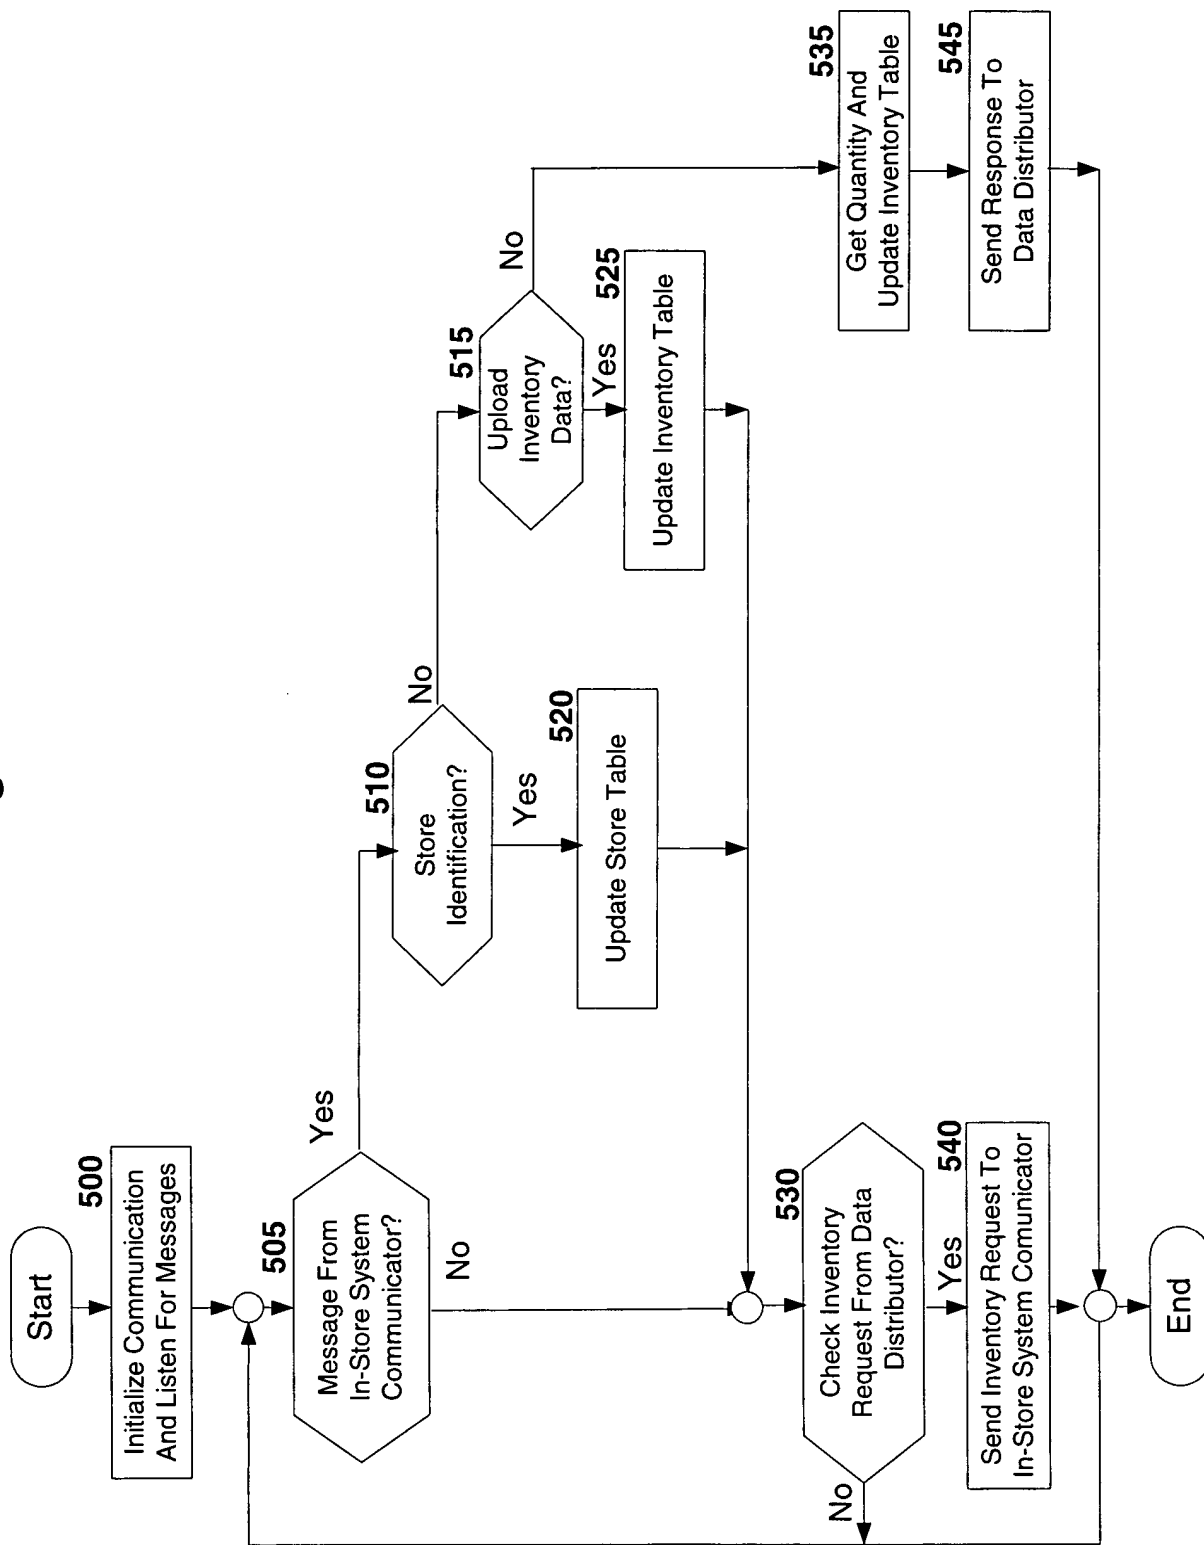 Start
500
Initialize Communication
And Listen For Messages
505
Message From
In-Store System
Communicator?
Yes
No
510
Store
Identification?
No
Yes
515
Upload
Inventory
Data?
No
Yes
520
Update Store Table
525
Update Inventory Table
530
Check Inventory
Request From Data
Distributor?
No
Yes
535
Get Quantity And
Update Inventory Table
540
Send Inventory Request To
In-Store System Comunicator
545
Send Response To
Data Distributor
End